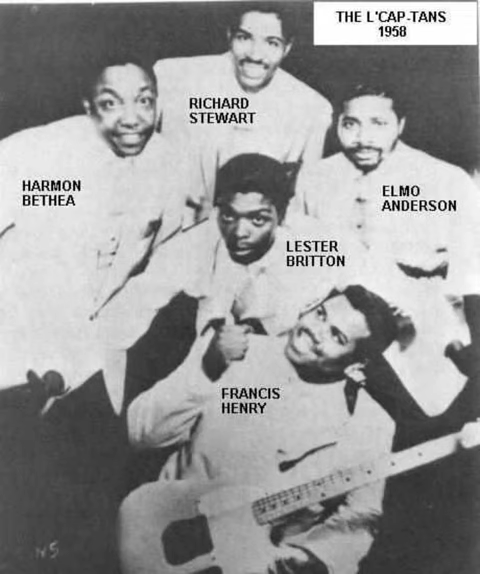 THE L'CAP-TANS
1958
RICHARD
STEWART
HARMON
BETHEA
ELMO
ANDERSON
LESTER
BRITTON
FRANCIS
HENRY